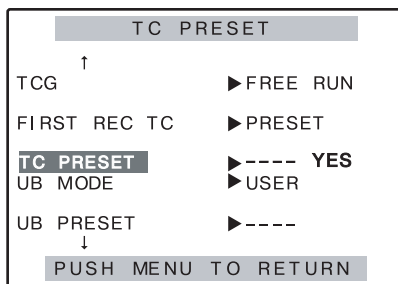 TC PRESET
↑
TCG ▶FREE RUN
FIRST REC TC ▶PRESET
TC PRESET ▶---- YES
UB MODE ▶USER
UB PRESET ▶----
↓
PUSH MENU TO RETURN